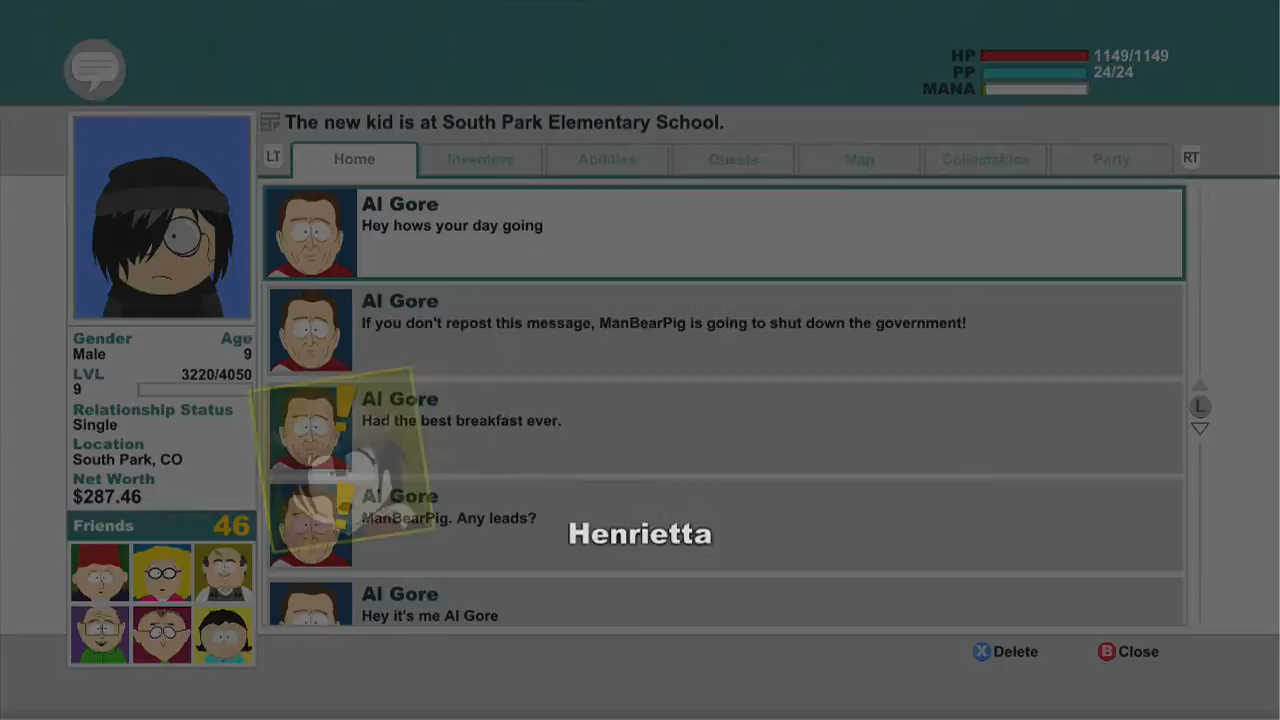 HP 1149/1149
PP 24/24
MANA
The new kid is at South Park Elementary School.
LT Home Inventory Abilities Quests Map Collectables Party RT
Al Gore
Hey hows your day going
Al Gore
If you don't repost this message, ManBearPig is going to shut down the government!
Gender Age
Male 9
LVL 3220/4050
9
Relationship Status
Single
Location
South Park, CO
Net Worth
$287.46
Friends 46
Al Gore
Had the best breakfast ever.
L
Al Gore
ManBearPig. Any leads?
Henrietta
Al Gore
Hey it's me Al Gore
X Delete
B Close